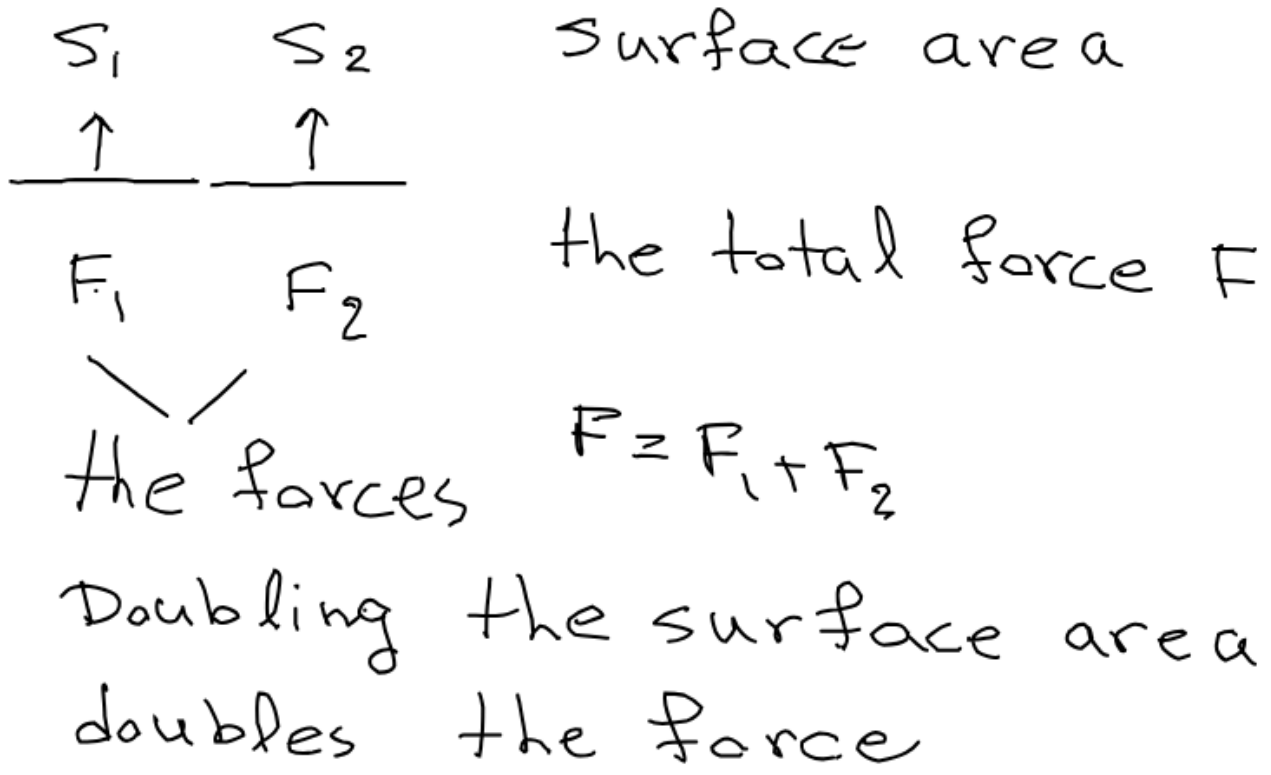 S₁ S₂ surface area
F₁ F₂ the total force F
the forces F = F₁ + F₂
Doubling the surface area
doubles the force